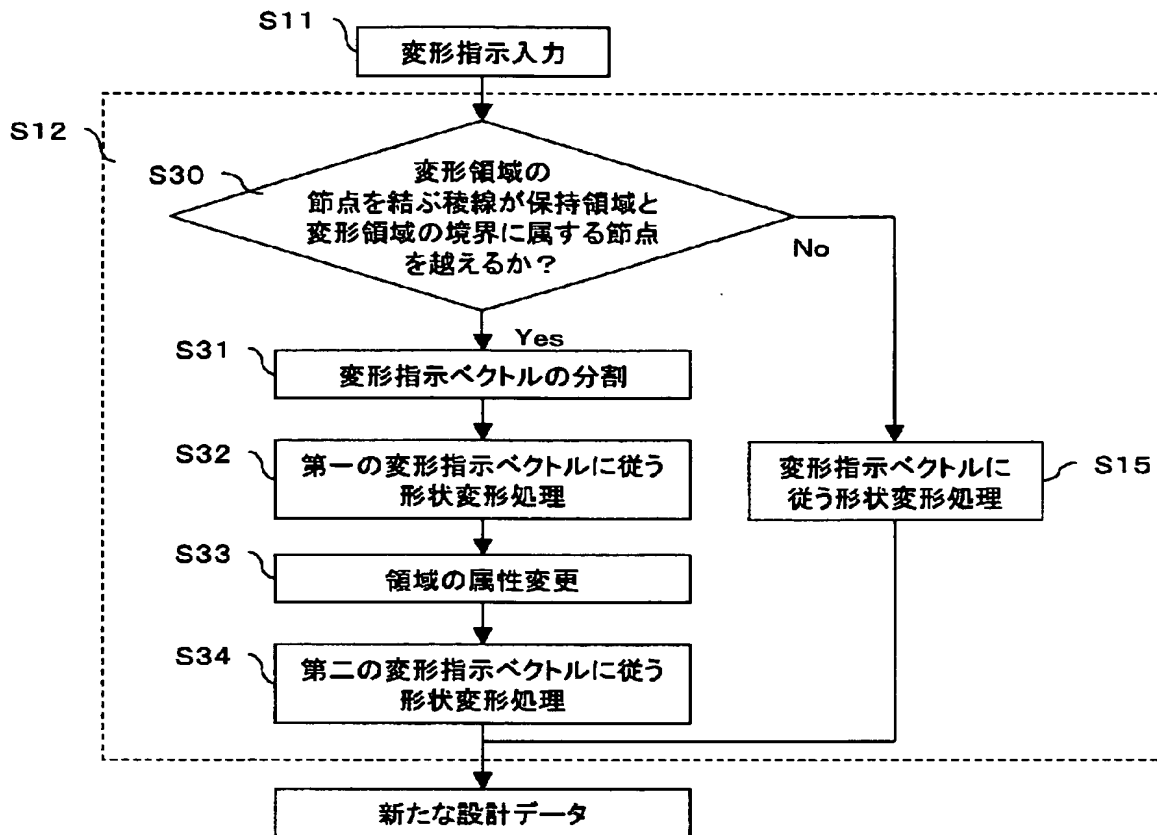 S11
変形指示入力
S12
S30
変形領域の
節点を結ぶ稜線が保持領域と
変形領域の境界に属する節点
を越えるか？
No
Yes
S31
変形指示ベクトルの分割
S32
第一の変形指示ベクトルに従う
形状変形処理
変形指示ベクトルに
従う形状変形処理
S15
S33
領域の属性変更
S34
第二の変形指示ベクトルに従う
形状変形処理
新たな設計データ